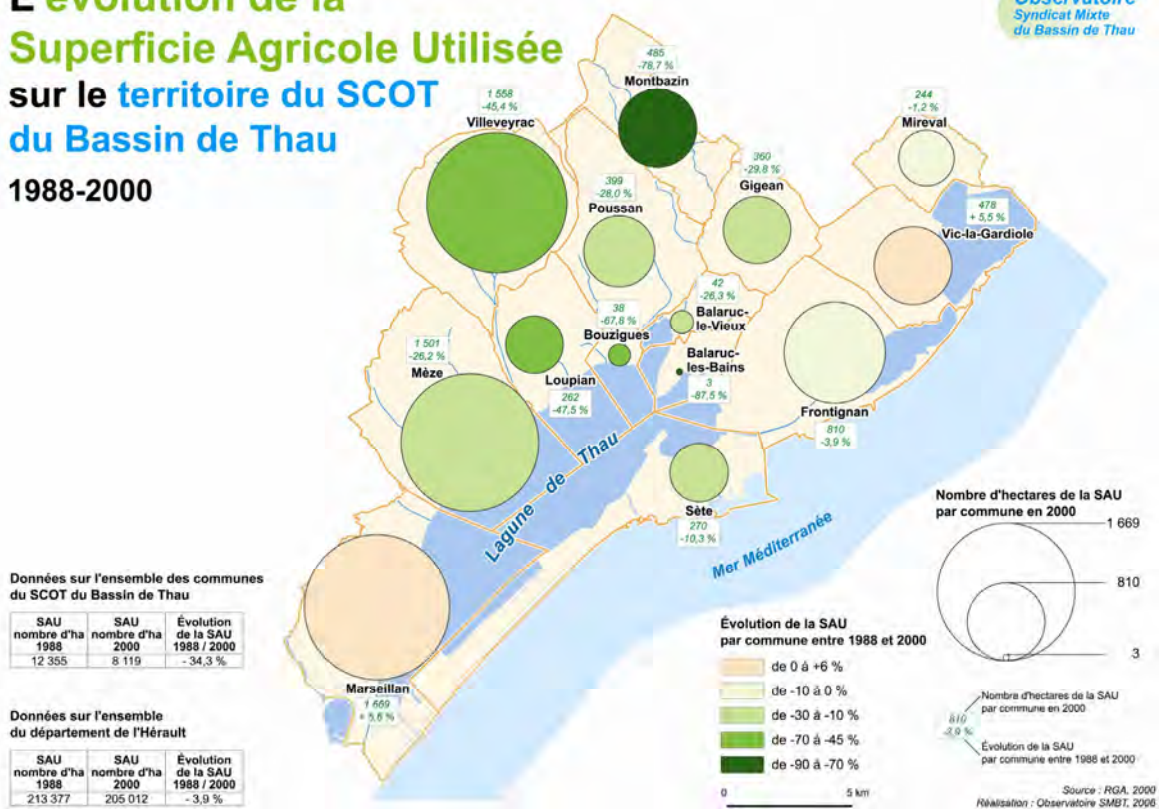 L'évolution de la
Superficie Agricole Utilisée
sur le territoire du SCOT
du Bassin de Thau
1988-2000
Observatoire
Syndicat Mixte
du Bassin de Thau
485
-78,7 %
Montbazin
1 558
-45,4 %
Villeveyrac
244
-1,2 %
Mireval
360
-29,8 %
Gigean
399
-28,0 %
Poussan
478
+ 5,5 %
Vic-la-Gardiole
42
-26,3 %
Balaruc-
le-Vieux
38
-67,8 %
Bouzigues
1 501
-26,2 %
Mèze
Balaruc-
les-Bains
3
-87,5 %
Loupian
262
-47,5 %
Frontignan
810
-3,9 %
Lagune de Thau
Sète
270
-10,3 %
Mer Méditerranée
Marseillan
1 669
+ 5,6 %
Données sur l'ensemble des communes
du SCOT du Bassin de Thau
SAU nombre d'ha 1988 SAU nombre d'ha 2000 Évolution de la SAU 1988 / 2000
12 355 8 119 - 34,3 %
Données sur l'ensemble
du département de l'Hérault
SAU nombre d'ha 1988 SAU nombre d'ha 2000 Évolution de la SAU 1988 / 2000
213 377 205 012 - 3,9 %
Évolution de la SAU
par commune entre 1988 et 2000
de 0 à +6 %
de -10 à 0 %
de -30 à -10 %
de -70 à -45 %
de -90 à -70 %
0 5 km
Nombre d'hectares de la SAU
par commune en 2000
1 669
810
3
Nombre d'hectares de la SAU
par commune en 2000
810
-3,9 %
Évolution de la SAU
par commune entre 1988 et 2000
Source : RGA, 2000
Réalisation : Observatoire SMBT, 2008